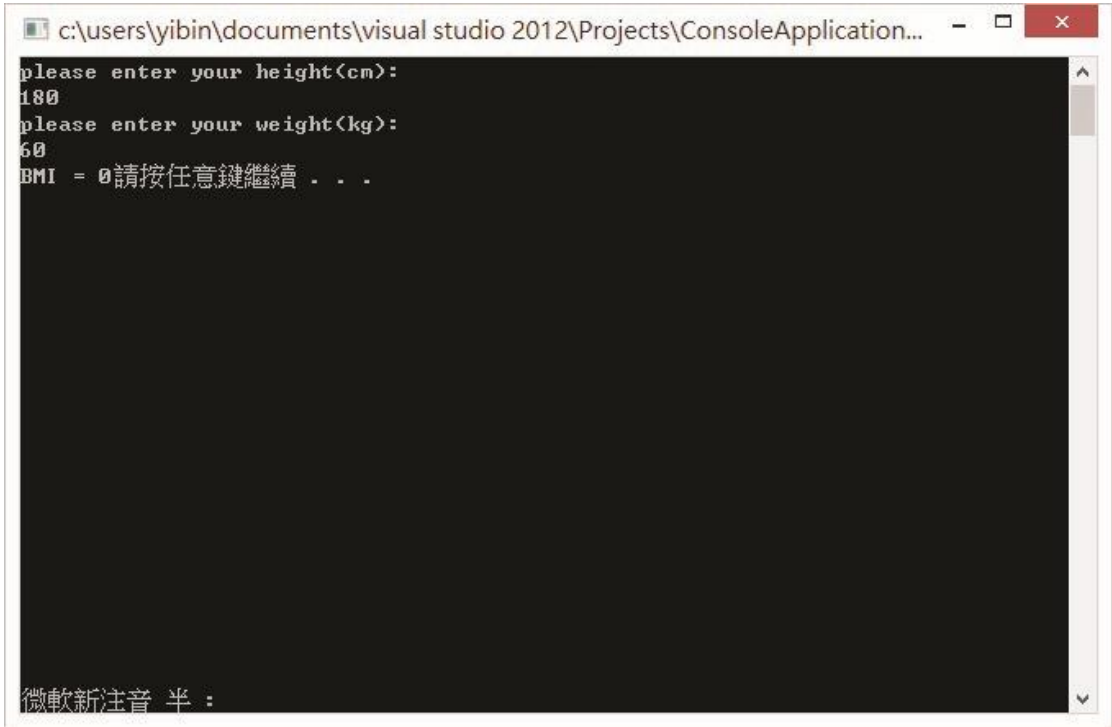 c:\users\yibin\documents\visual studio 2012\Projects\ConsoleApplication...
please enter your height(cm):
180
please enter your weight(kg):
60
BMI = 0請按任意鍵繼續 . . .
微軟新注音 半 :